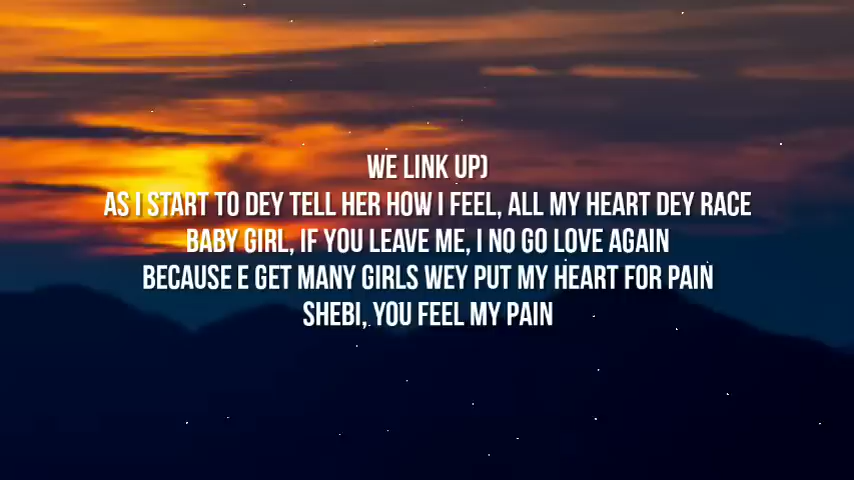 WE LINK UP)
AS I START TO DEY TELL HER HOW I FEEL, ALL MY HEART DEY RACE
BABY GIRL, IF YOU LEAVE ME, I NO GO LOVE AGAIN
BECAUSE E GET MANY GIRLS WEY PUT MY HEART FOR PAIN
SHEBI, YOU FEEL MY PAIN